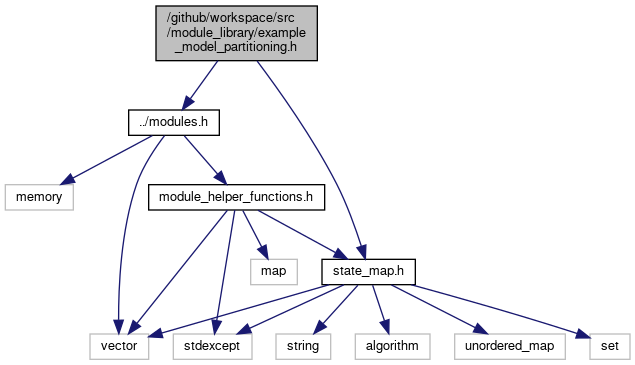 /github/workspace/src
/module_library/example
_model_partitioning.h
../modules.h
memory
module_helper_functions.h
map
state_map.h
vector
stdexcept
string
algorithm
unordered_map
set